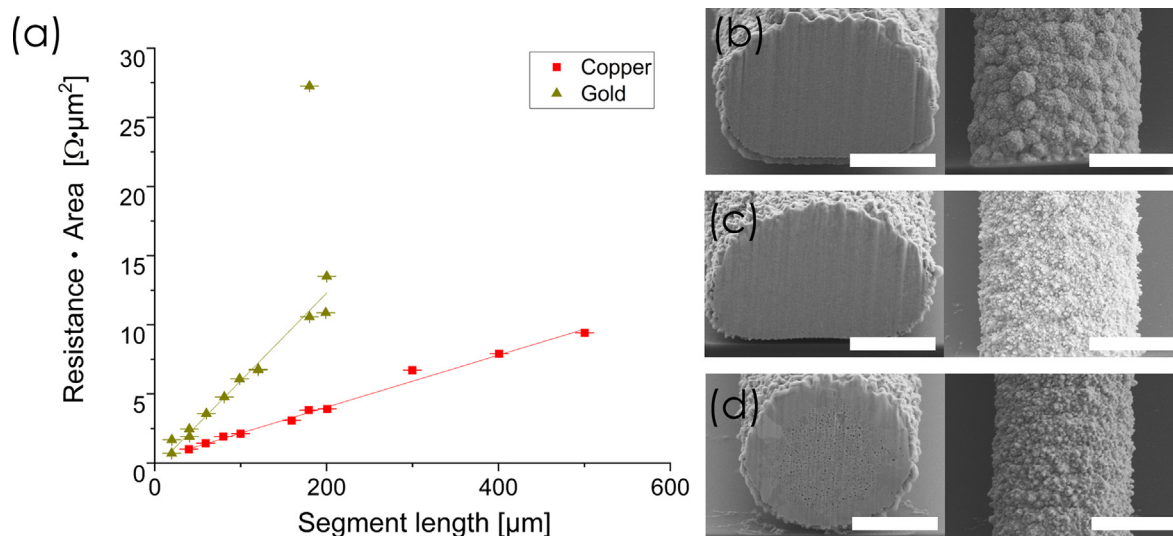 (a)
Resistance • Area [Ω•μm²]
30
25
20
15
10
5
0
0 200 400 600
Segment length [μm]
Copper
Gold
(b)
(c)
(d)